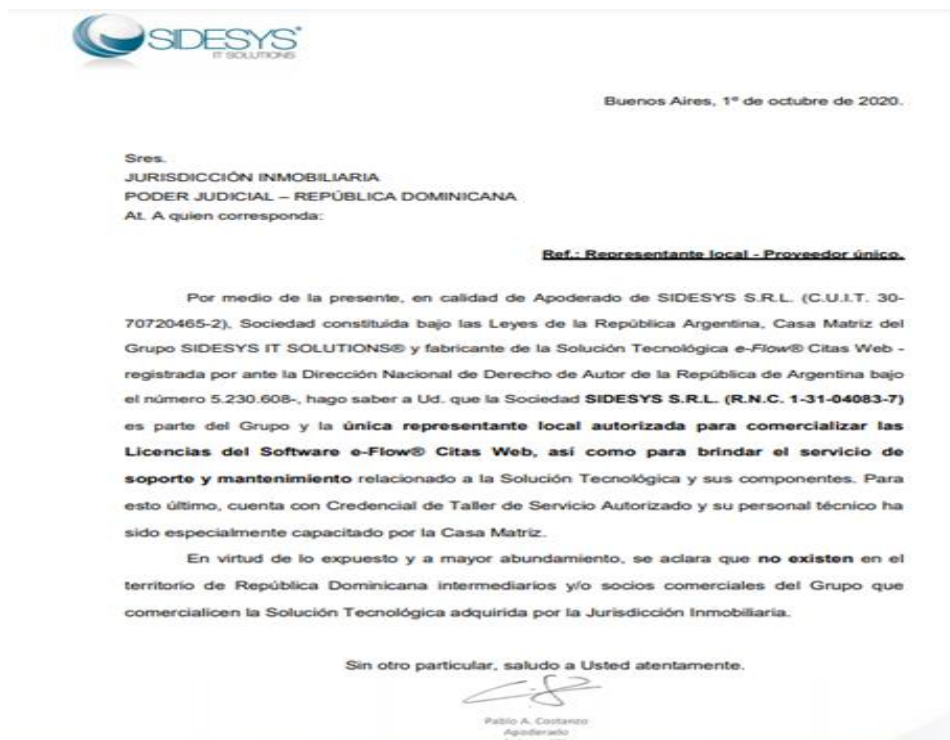 SIDESYS®
IT SOLUTIONS
Buenos Aires, 1º de octubre de 2020.
Sres.
JURISDICCIÓN INMOBILIARIA
PODER JUDICIAL – REPÚBLICA DOMINICANA
At. A quien corresponda:
Ref.: Representante local - Proveedor único.
Por medio de la presente, en calidad de Apoderado de SIDESYS S.R.L. (C.U.I.T. 30-
70720465-2), Sociedad constituida bajo las Leyes de la República Argentina, Casa Matriz del
Grupo SIDESYS IT SOLUTIONS® y fabricante de la Solución Tecnológica e-Flow® Citas Web -
registrada por ante la Dirección Nacional de Derecho de Autor de la República de Argentina bajo
el número 5.230.608-, hago saber a Ud. que la Sociedad SIDESYS S.R.L. (R.N.C. 1-31-04083-7)
es parte del Grupo y la única representante local autorizada para comercializar las
Licencias del Software e-Flow® Citas Web, así como para brindar el servicio de
soporte y mantenimiento relacionado a la Solución Tecnológica y sus componentes. Para
esto último, cuenta con Credencial de Taller de Servicio Autorizado y su personal técnico ha
sido especialmente capacitado por la Casa Matriz.
En virtud de lo expuesto y a mayor abundamiento, se aclara que no existen en el
territorio de República Dominicana intermediarios y/o socios comerciales del Grupo que
comercialicen la Solución Tecnológica adquirida por la Jurisdicción Inmobiliaria.
Sin otro particular, saludo a Usted atentamente.
Pablo A. Costanzo
Apoderado